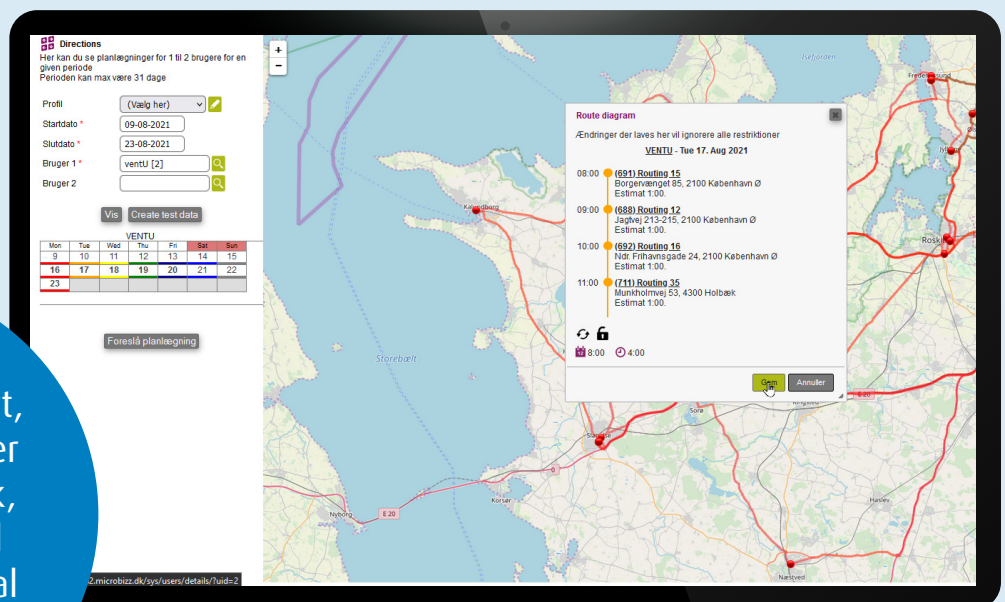 Directions
Her kan du se planlægninger for 1 til 2 brugere for en
given periode
Perioden kan max være 31 dage
Profil (Vælg her)
Startdato * 09-08-2021
Slutdato * 23-08-2021
Bruger 1 * ventU [2]
Bruger 2
Vis Create test data
VENTU
Mon Tue Wed Thu Fri Sat Sun
9 10 11 12 13 14 15
16 17 18 19 20 21 22
23
Foreslå planlægning
t,
er
k,
al
2.microbizz.dk/sys/users/details/?uid=2
+
−
Route diagram
Ændringer der laves her vil ignorere alle restriktioner
VENTU - Tue 17. Aug 2021
08:00 (691) Routing 15
Borgervænget 85, 2100 København Ø
Estimat 1:00.
09:00 (688) Routing 12
Jagtvej 213-215, 2100 København Ø
Estimat 1:00.
10:00 (692) Routing 16
Ndr. Frihavnsgade 24, 2100 København Ø
Estimat 1:00.
11:00 (711) Routing 35
Munkholmvej 53, 4300 Holbæk
Estimat 1:00.
8:00 4:00
Gem Annuller
Isefjorden
Kalundborg
Storebælt
Sorø
E 20
Korsør
Nyborg
E 20
Haslev
Næstved